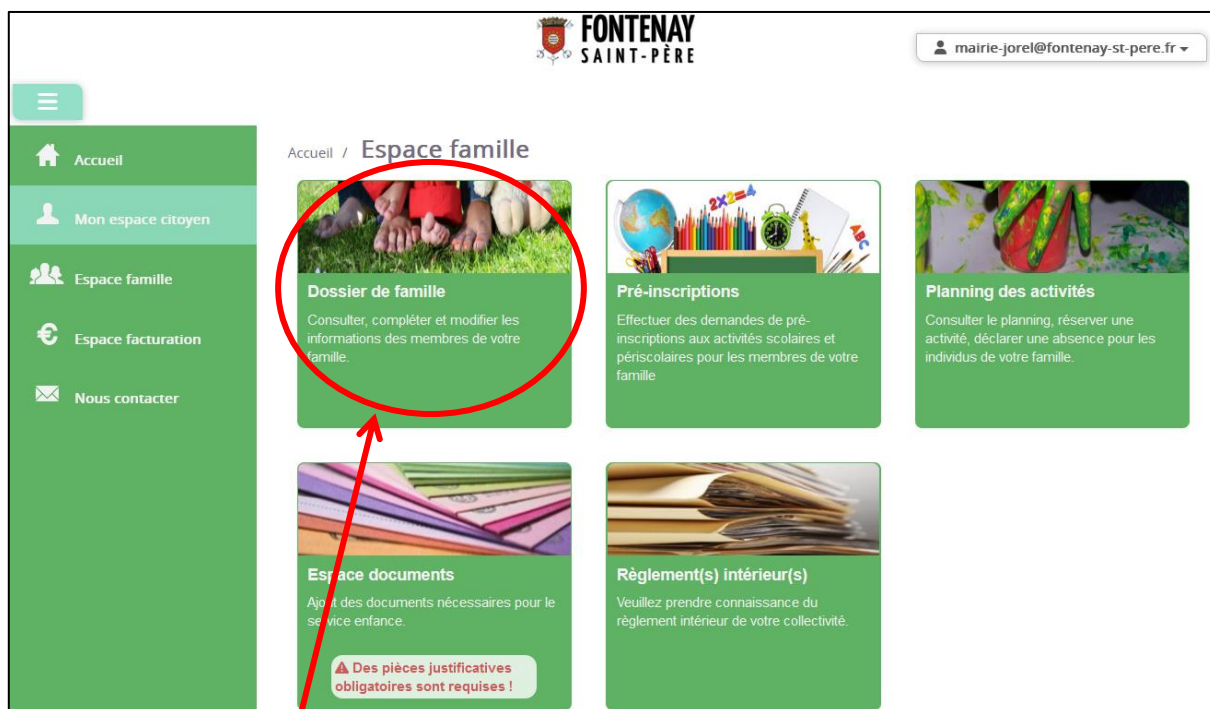 FONTENAY
SAINT-PÈRE
mairie-jorel@fontenay-st-pere.fr
Accueil
Mon espace citoyen
Espace famille
Espace facturation
Nous contacter
Accueil / Espace famille
Dossier de famille
Consulter, compléter et modifier les
informations des membres de votre
famille.
2X2=4
ABC
Pré-inscriptions
Effectuer des demandes de pré-
inscriptions aux activités scolaires et
périscolaires pour les membres de votre
famille
Planning des activités
Consulter le planning, réserver une
activité, déclarer une absence pour les
individus de votre famille.
Espace documents
Ajout des documents nécessaires pour le
service enfance.
Des pièces justificatives
obligatoires sont requises !
Règlement(s) intérieur(s)
Veuillez prendre connaissance du
règlement intérieur de votre collectivité.